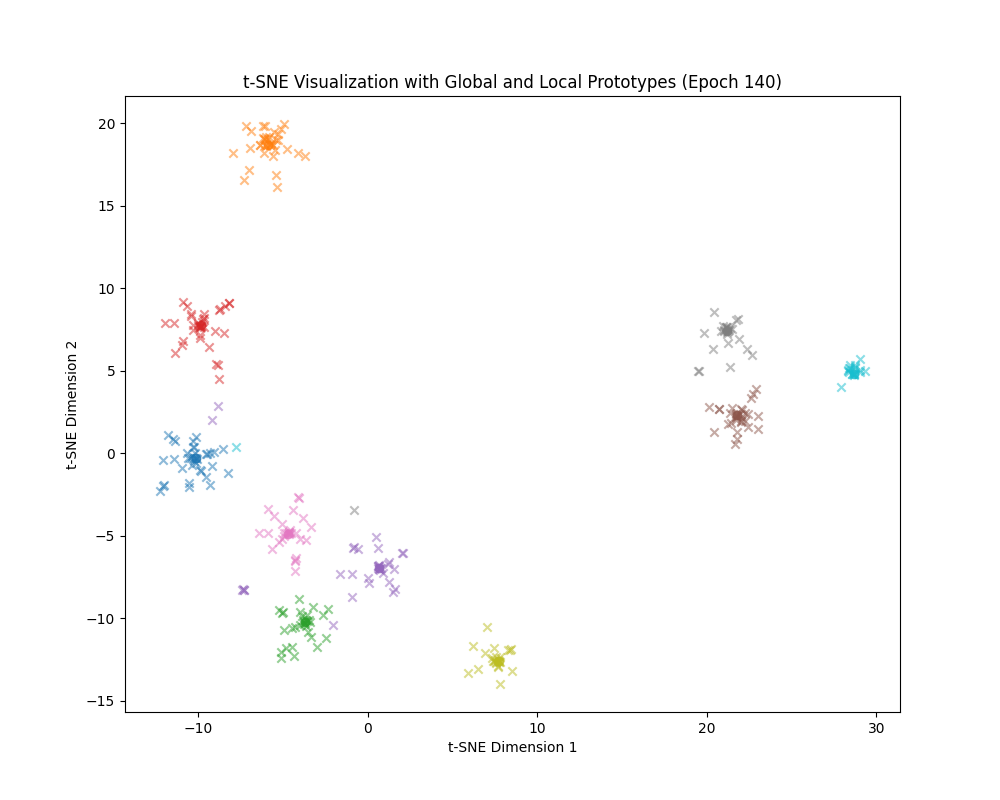 t-SNE Visualization with Global and Local Prototypes (Epoch 140)
20
15
10
5
0
−5
−10
−15
t-SNE Dimension 2
−10 0 10 20 30
t-SNE Dimension 1